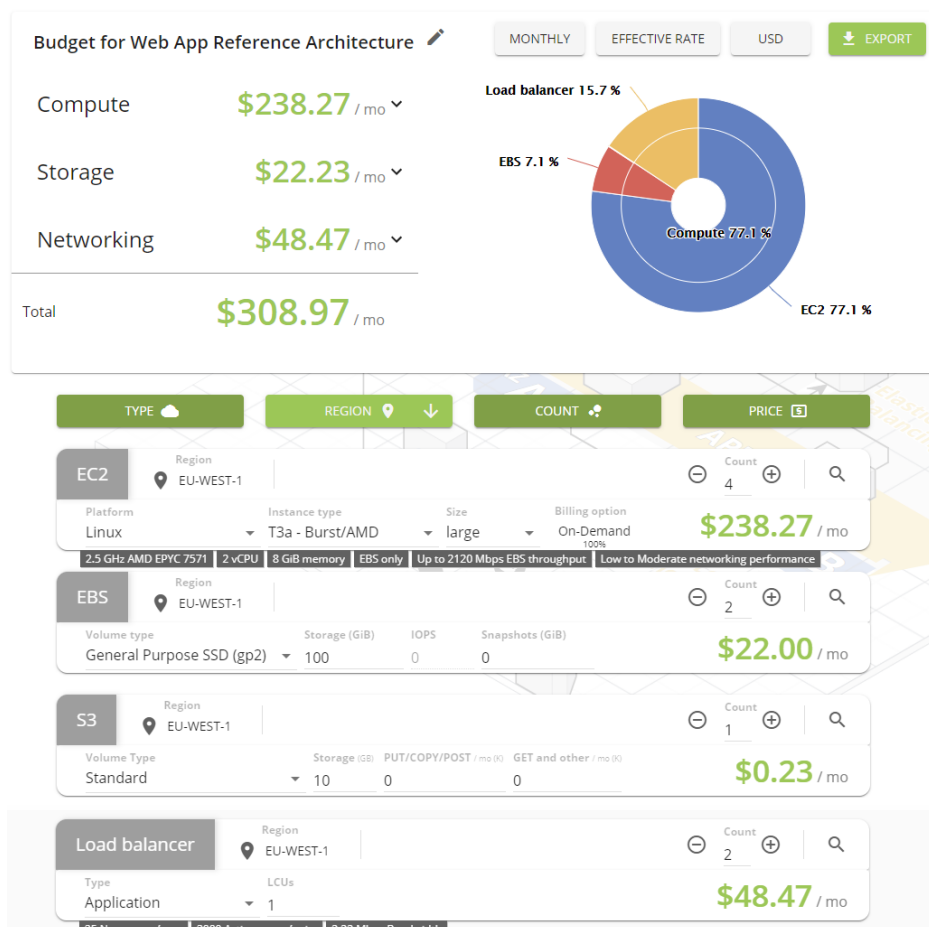 Budget for Web App Reference Architecture
MONTHLY
EFFECTIVE RATE
USD
EXPORT
Compute
$238.27 / mo
Storage
$22.23 / mo
Networking
$48.47 / mo
Total
$308.97 / mo
Load balancer 15.7 %
EBS 7.1 %
Compute 77.1 %
EC2 77.1 %
TYPE
REGION
COUNT
PRICE
EC2
Region
EU-WEST-1
Count
4
Platform
Linux
Instance type
T3a - Burst/AMD
Size
large
Billing option
On-Demand
100%
$238.27 / mo
2.5 GHz AMD EPYC 7571
2 vCPU
8 GiB memory
EBS only
Up to 2120 Mbps EBS throughput
Low to Moderate networking performance
EBS
Region
EU-WEST-1
Count
2
Volume type
General Purpose SSD (gp2)
Storage (GiB)
100
IOPS
0
Snapshots (GiB)
0
$22.00 / mo
S3
Region
EU-WEST-1
Count
1
Volume Type
Standard
Storage (GB)
10
PUT/COPY/POST / mo (K)
0
GET and other / mo (K)
0
$0.23 / mo
Load balancer
Region
EU-WEST-1
Count
2
Type
Application
LCUs
1
$48.47 / mo